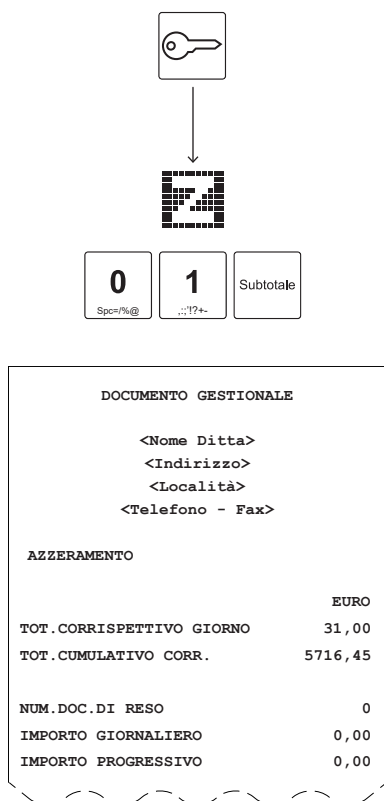 Z
0 1 Subtotale
Spc=/%@ ,:;'!?+-
DOCUMENTO GESTIONALE
<Nome Ditta>
<Indirizzo>
<Località>
<Telefono - Fax>
AZZERAMENTO
EURO
TOT.CORRISPETTIVO GIORNO 31,00
TOT.CUMULATIVO CORR. 5716,45
NUM.DOC.DI RESO 0
IMPORTO GIORNALIERO 0,00
IMPORTO PROGRESSIVO 0,00